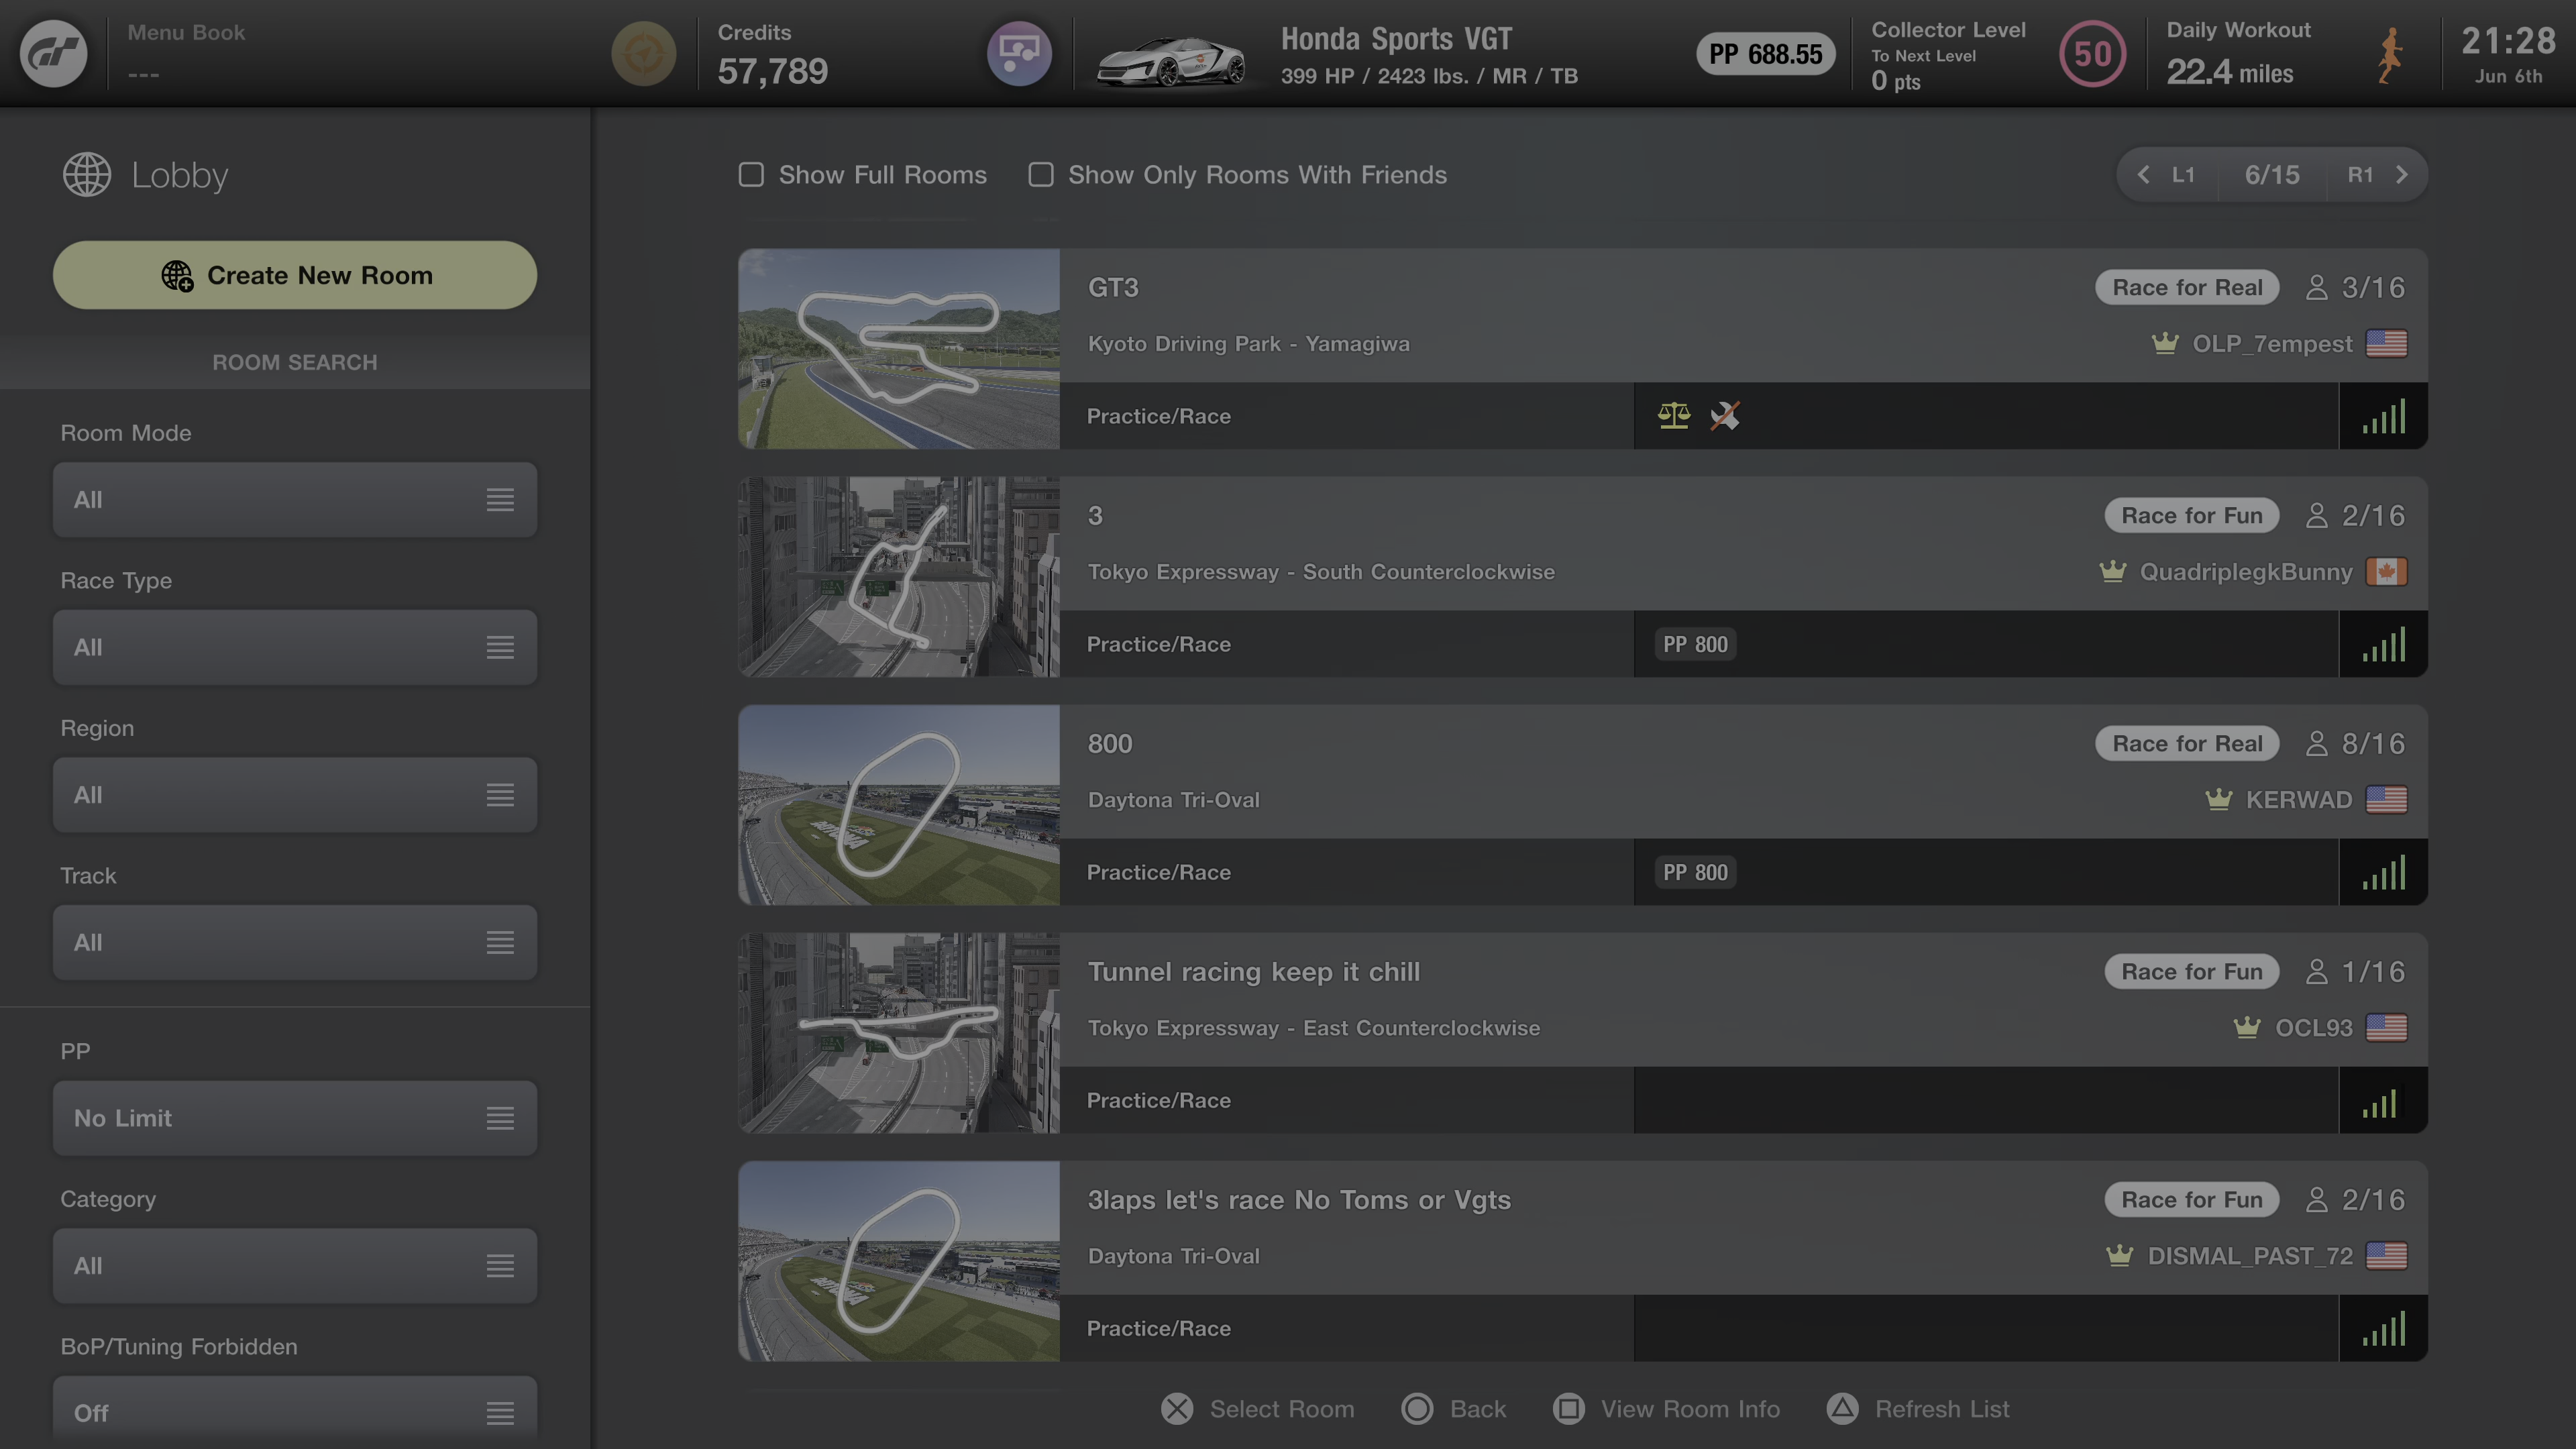 Menu Book
---
Credits
57,789
Honda Sports VGT
399 HP / 2423 lbs. / MR / TB
PP 688.55
Collector Level
To Next Level
0 pts
50
Daily Workout
22.4 miles
21:28
Jun 6th
Lobby
Create New Room
ROOM SEARCH
Room Mode
All
Race Type
All
Region
All
Track
All
PP
No Limit
Category
All
BoP/Tuning Forbidden
Off
Show Full Rooms
Show Only Rooms With Friends
L1 6/15 R1
GT3
Race for Real 3/16
Kyoto Driving Park - Yamagiwa
OLP_7empest
Practice/Race
3
Race for Fun 2/16
Tokyo Expressway - South Counterclockwise
QuadriplegkBunny
Practice/Race
PP 800
800
Race for Real 8/16
Daytona Tri-Oval
KERWAD
Practice/Race
PP 800
DAYTONA
Tunnel racing keep it chill
Race for Fun 1/16
Tokyo Expressway - East Counterclockwise
OCL93
Practice/Race
3laps let's race No Toms or Vgts
Race for Fun 2/16
Daytona Tri-Oval
DISMAL_PAST_72
Practice/Race
DAYTONA
Select Room
Back
View Room Info
Refresh List